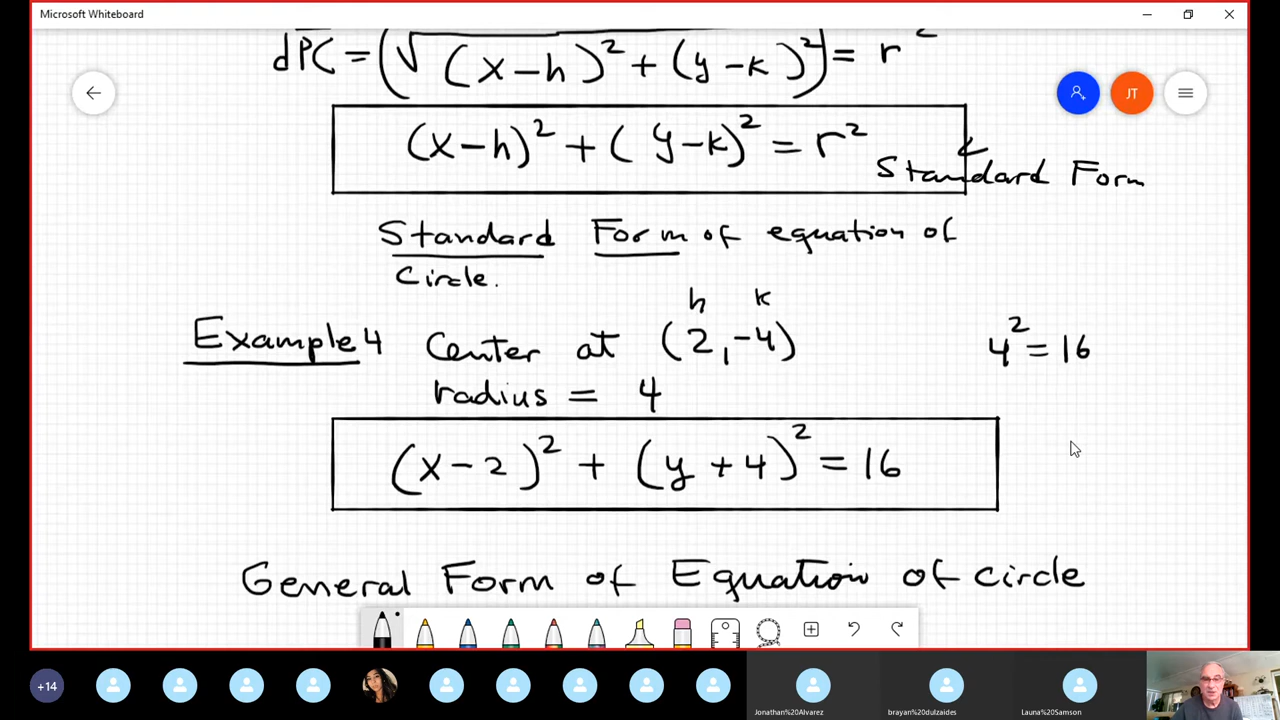 Microsoft Whiteboard
dPC = (√(x-h)² + (y-k)²) = r²
JT
(x-h)² + (y-k)² = r²
Standard Form
Standard Form of equation of
Circle.
h k
Example 4 Center at (2,-4)
4² = 16
radius = 4
(x-2)² + (y+4)² = 16
General Form of Equation of circle
+14
Jonathan%20Alvarez
brayan%20dulzaides
Launa%20Samson